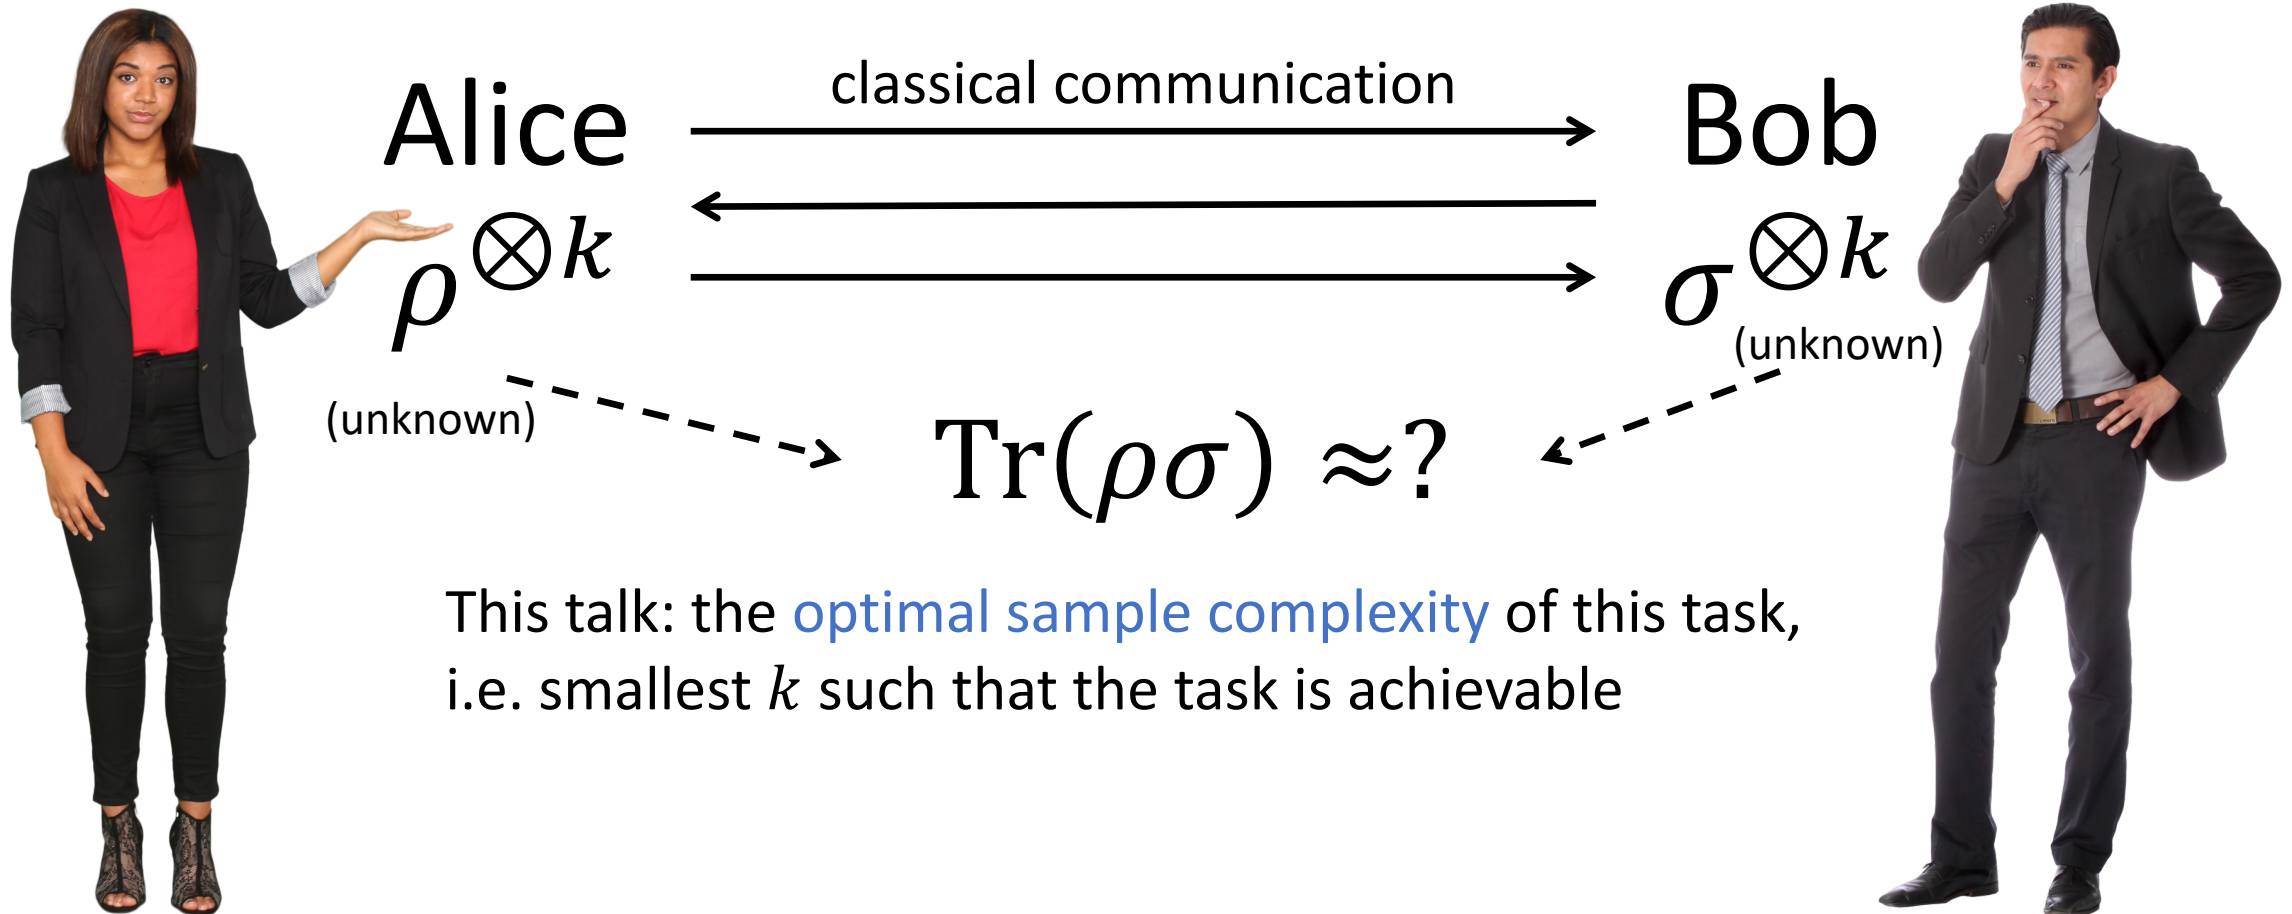 classical communication
Alice
Bob
ρ^{⊗k}
σ^{⊗k}
(unknown)
(unknown)
Tr(ρσ) ≈?
This talk: the optimal sample complexity of this task,
i.e. smallest k such that the task is achievable